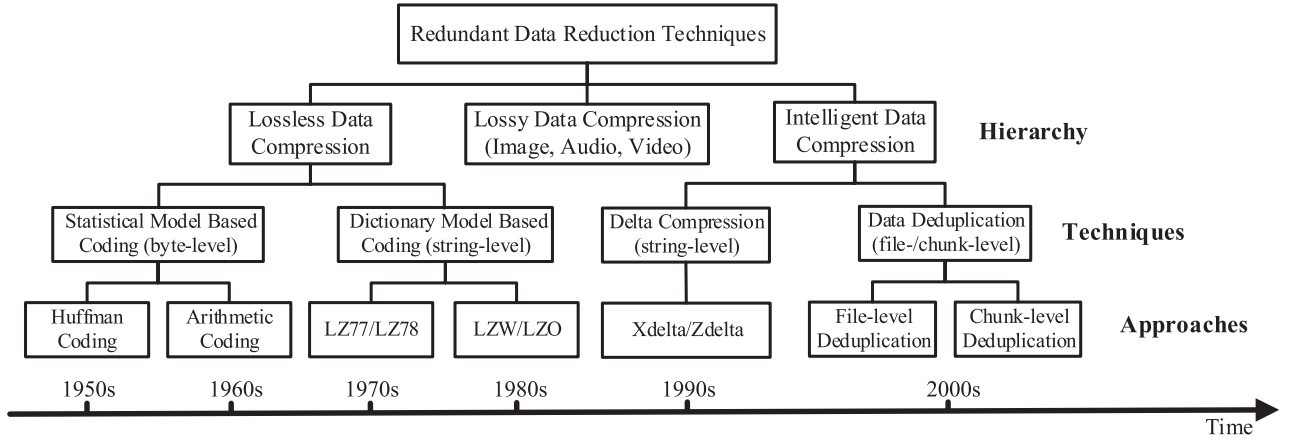 Redundant Data Reduction Techniques
Lossless Data
Compression
Lossy Data Compression
(Image, Audio, Video)
Intelligent Data
Compression
Hierarchy
Statistical Model Based
Coding (byte-level)
Dictionary Model Based
Coding (string-level)
Delta Compression
(string-level)
Data Deduplication
(file-/chunk-level)
Techniques
Huffman
Coding
Arithmetic
Coding
LZ77/LZ78
LZW/LZO
Xdelta/Zdelta
File-level
Deduplication
Chunk-level
Deduplication
Approaches
1950s
1960s
1970s
1980s
1990s
2000s
Time